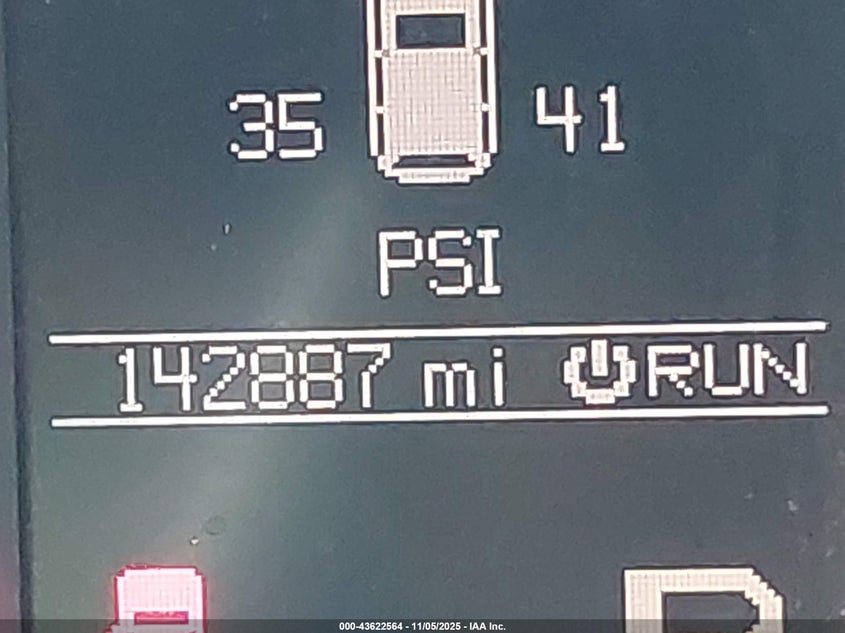 35 41
PSI
142887 mi RUN
P
000-43622564 - 11/05/2025 - IAA Inc.